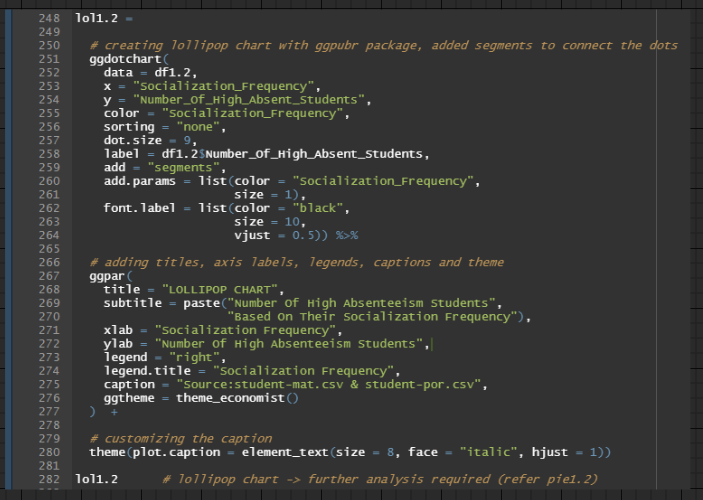 248 lol1.2 =
249
250 # creating lollipop chart with ggpubr package, added segments to connect the dots
251 ggdotchart(
252 data = df1.2,
253 x = "Socialization_Frequency",
254 y = "Number_Of_High_Absent_Students",
255 color = "Socialization_Frequency",
256 sorting = "none",
257 dot.size = 9,
258 label = df1.2$Number_Of_High_Absent_Students,
259 add = "segments",
260 add.params = list(color = "Socialization_Frequency",
261 size = 1),
262 font.label = list(color = "black",
263 size = 10,
264 vjust = 0.5)) %>%
265
266 # adding titles, axis labels, legends, captions and theme
267 ggpar(
268 title = "LOLLIPOP CHART",
269 subtitle = paste("Number Of High Absenteeism Students",
270 "Based On Their Socialization Frequency"),
271 xlab = "Socialization Frequency",
272 ylab = "Number Of High Absenteeism Students",
273 legend = "right",
274 legend.title = "Socialization Frequency",
275 caption = "Source:student-mat.csv & student-por.csv",
276 ggtheme = theme_economist()
277 ) +
278
279 # customizing the caption
280 theme(plot.caption = element_text(size = 8, face = "italic", hjust = 1))
281
282 lol1.2 # lollipop chart -> further analysis required (refer pie1.2)